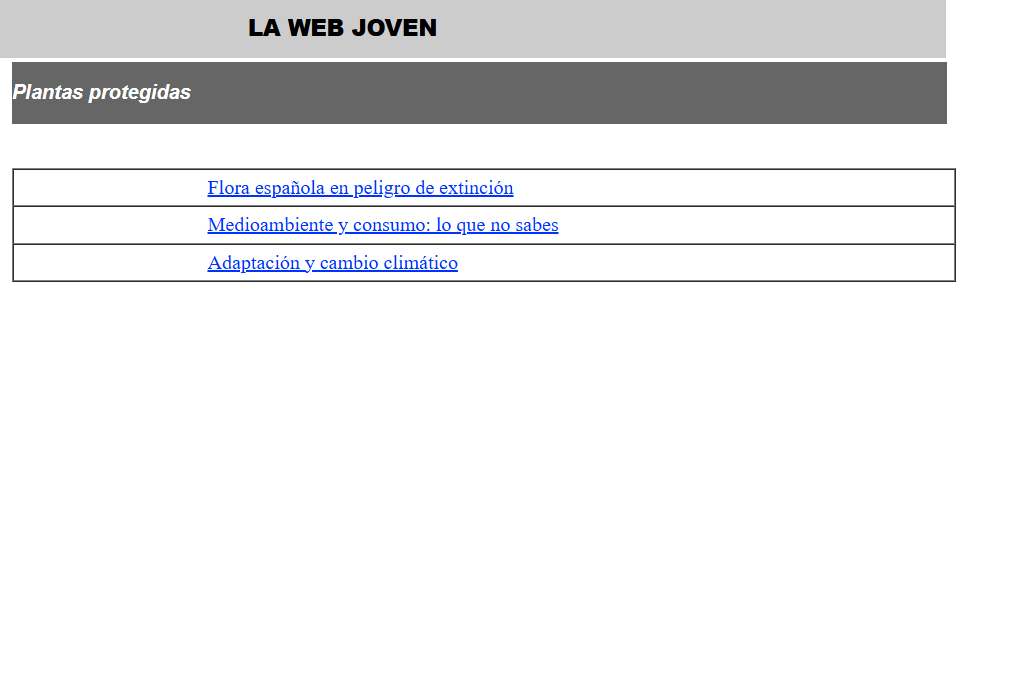 LA WEB JOVEN
Plantas protegidas
Flora española en peligro de extinción
Medioambiente y consumo: lo que no sabes
Adaptación y cambio climático